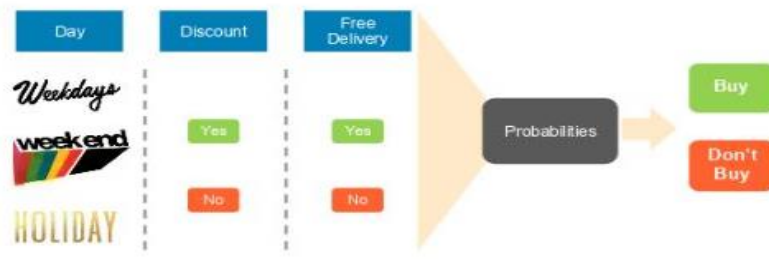 Day
Discount
Free
Delivery
Weekdays
weekend
HOLIDAY
Yes
No
Yes
No
Probabilities
Buy
Don't
Buy